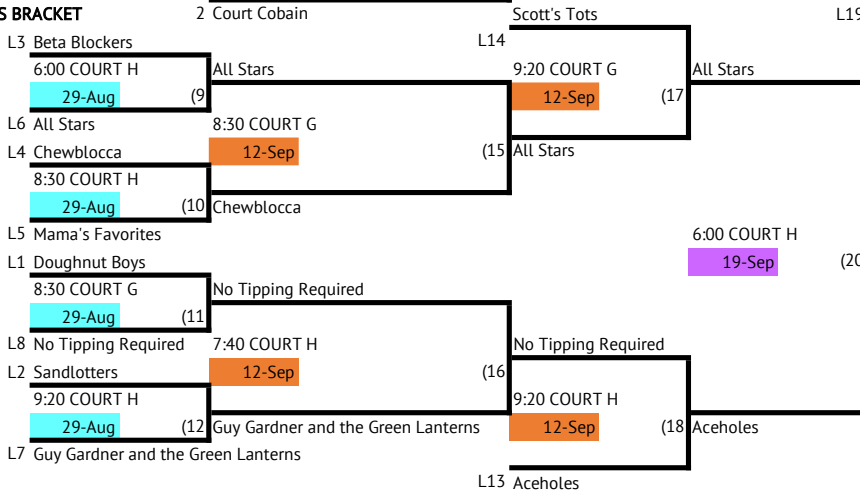 S BRACKET
2 Court Cobain
Scott's Tots
L19
L3 Beta Blockers
L14
6:00 COURT H
All Stars
9:20 COURT G
All Stars
29-Aug (9
12-Sep (17
L6 All Stars
8:30 COURT G
L4 Chewblocca
12-Sep (15
All Stars
8:30 COURT H
29-Aug (10
Chewblocca
L5 Mama's Favorites
6:00 COURT H
L1 Doughnut Boys
19-Sep (20
8:30 COURT G
No Tipping Required
29-Aug (11
L8 No Tipping Required
7:40 COURT H
No Tipping Required
L2 Sandlotters
12-Sep (16
9:20 COURT H
9:20 COURT H
29-Aug (12
Guy Gardner and the Green Lanterns
12-Sep (18
Aceholes
L7 Guy Gardner and the Green Lanterns
L13 Aceholes